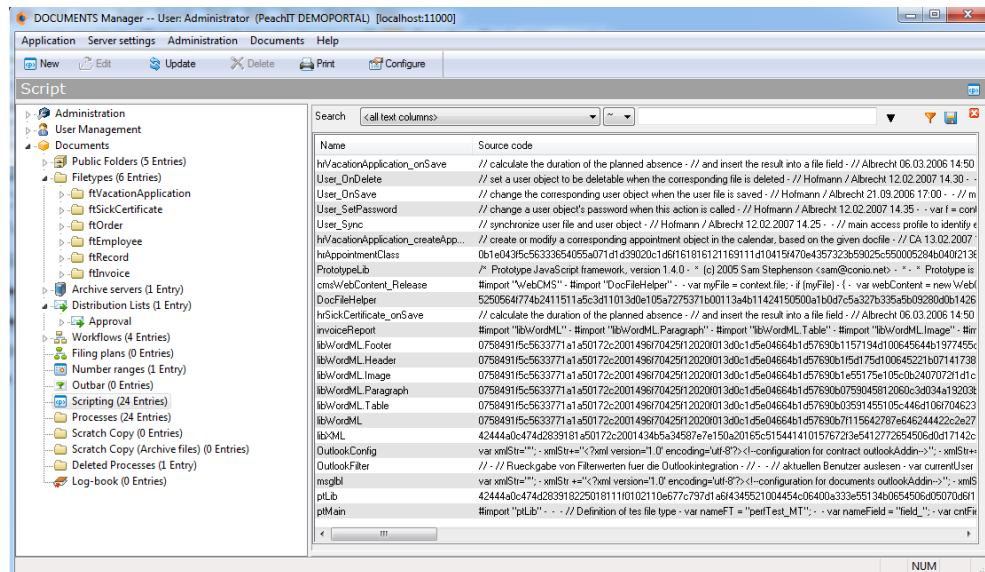 DOCUMENTS Manager -- User: Administrator (PeachIT DEMOPORTAL) [localhost:11000]
Application Server settings Administration Documents Help
New Edit Update Delete Print Configure
Script
Administration
User Management
Documents
Public Folders (5 Entries)
Filetypes (6 Entries)
ftVacationApplication
ftSickCertificate
ftOrder
ftEmployee
ftRecord
ftInvoice
Archive servers (1 Entry)
Distribution Lists (1 Entry)
Approval
Workflows (4 Entries)
Filing plans (0 Entries)
Number ranges (1 Entry)
Outbar (0 Entries)
Scripting (24 Entries)
Processes (24 Entries)
Scratch Copy (0 Entries)
Scratch Copy (Archive files) (0 Entries)
Deleted Processes (1 Entry)
Log-book (0 Entries)
Search <all text columns> ~
Name Source code
hrVacationApplication_onSave // calculate the duration of the planned absence - // and insert the result into a file field - // Albrecht 06.03.2006 14:50
User_OnDelete // set a user object to be deletable when the corresponding file is deleted - // Hofmann / Albrecht 12.02.2007 14.30 - -
User_OnSave // change the corresponding user object when the user file is saved - // Hofmann / Albrecht 21.09.2006 17:00 - - // m
User_SetPassword // change a user object's password when this action is called - // Hofmann / Albrecht 12.02.2007 14.35 - - var f = cont
User_Sync // synchronize user file and user object - // Hofmann / Albrecht 12.02.2007 14.25 - - //main access profile to identify e
hrVacationApplication_createApp... // create or modify a corresponding appointment object in the calendar, based on the given docfile - // CA 13.02.2007
hrAppointmentClass
PrototypeLib /* Prototype JavaScript framework, version 1.4.0 - * (c) 2005 Sam Stephenson <sam@conio.net> - * - * Prototype is
cmsWebContent_Release #import "WebCMS" - #import "DocFileHelper" - - var myFile = context.file; - if (myFile) - { - var webContent = new Web
DocFileHelper
hrSickCertificate_onSave // calculate the duration of the planned absence - // and insert the result into a file field - // Albrecht 06.03.2006 14:50
invoiceReport #import "libWordML" - #import "libWordML.Paragraph" - #import "libWordML.Table" - #import "libWordML.Image" -
libWordML.Footer
libWordML.Header
libWordML.Image
libWordML.Paragraph
libWordML.Table
libWordML
libXML
OutlookConfig var xmlStr=""; - xmlStr+="<?xml version='1.0' encoding='utf-8'?><!--configuration for contract outlookAddin-->"; - xmlS
OutlookFilter // - // Rueckgabe von Filterwerten fuer die Outlookintegration - // - - // aktuellen Benutzer auslesen - var currentUser
msglbl var xmlStr=""; - xmlStr +="<?xml version='1.0' encoding='utf-8'?><!--configuration for documents outlookAddin-->"; - xmlS
ptLib
ptMain #import "ptLib" - - - // Definition of tes file type - var nameFT = "perfTest_MT"; - - var nameField = "field_"; - var cntFie
NUM